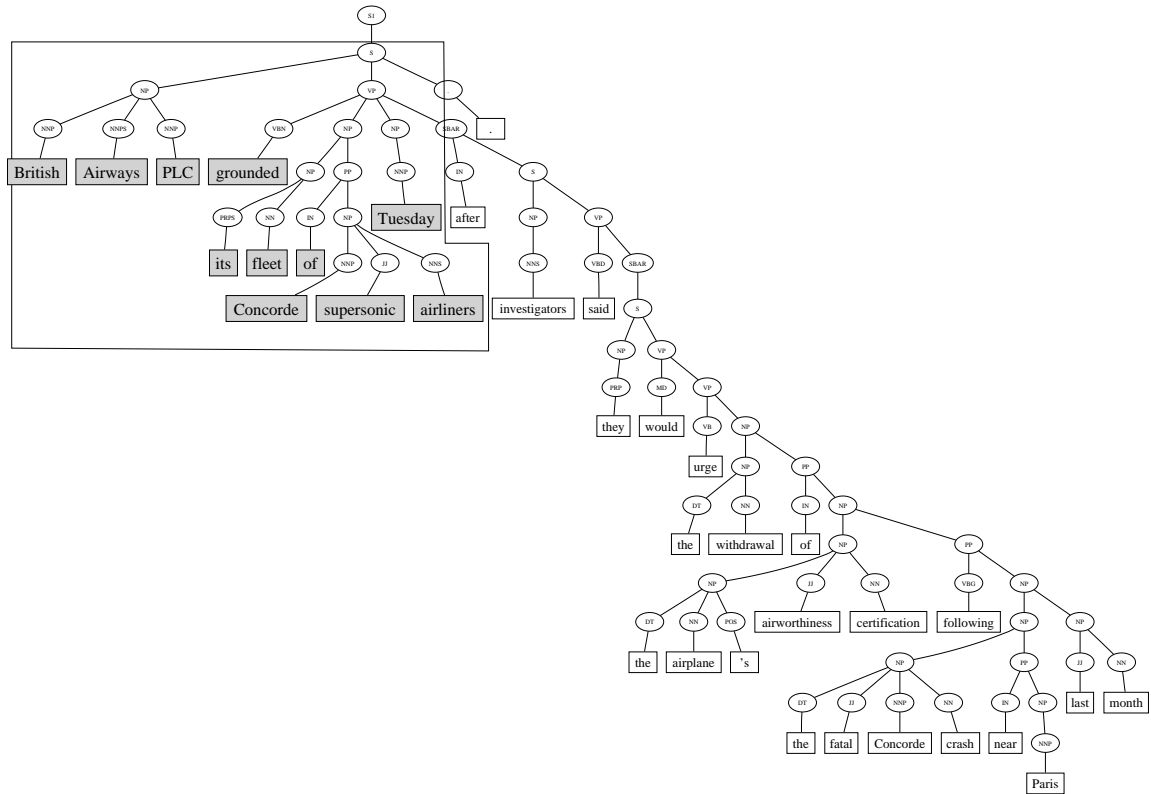 S1
S
NP VP .
NNP NNPS NNP VBN NP NP SBAR .
British Airways PLC grounded NP PP NNP IN S
PRPS NN IN NP Tuesday after NP VP
its fleet of NNP JJ NNS NNS VBD SBAR
Concorde supersonic airliners investigators said S
NP VP
PRP MD VP
they would VB NP
urge NP PP
DT NN IN NP
the withdrawal of NP PP
NP JJ NN VBG NP
DT NN POS airworthiness certification following NP NP
the airplane 's NP PP JJ NN
DT JJ NNP NN IN NP last month
the fatal Concorde crash near NNP
Paris